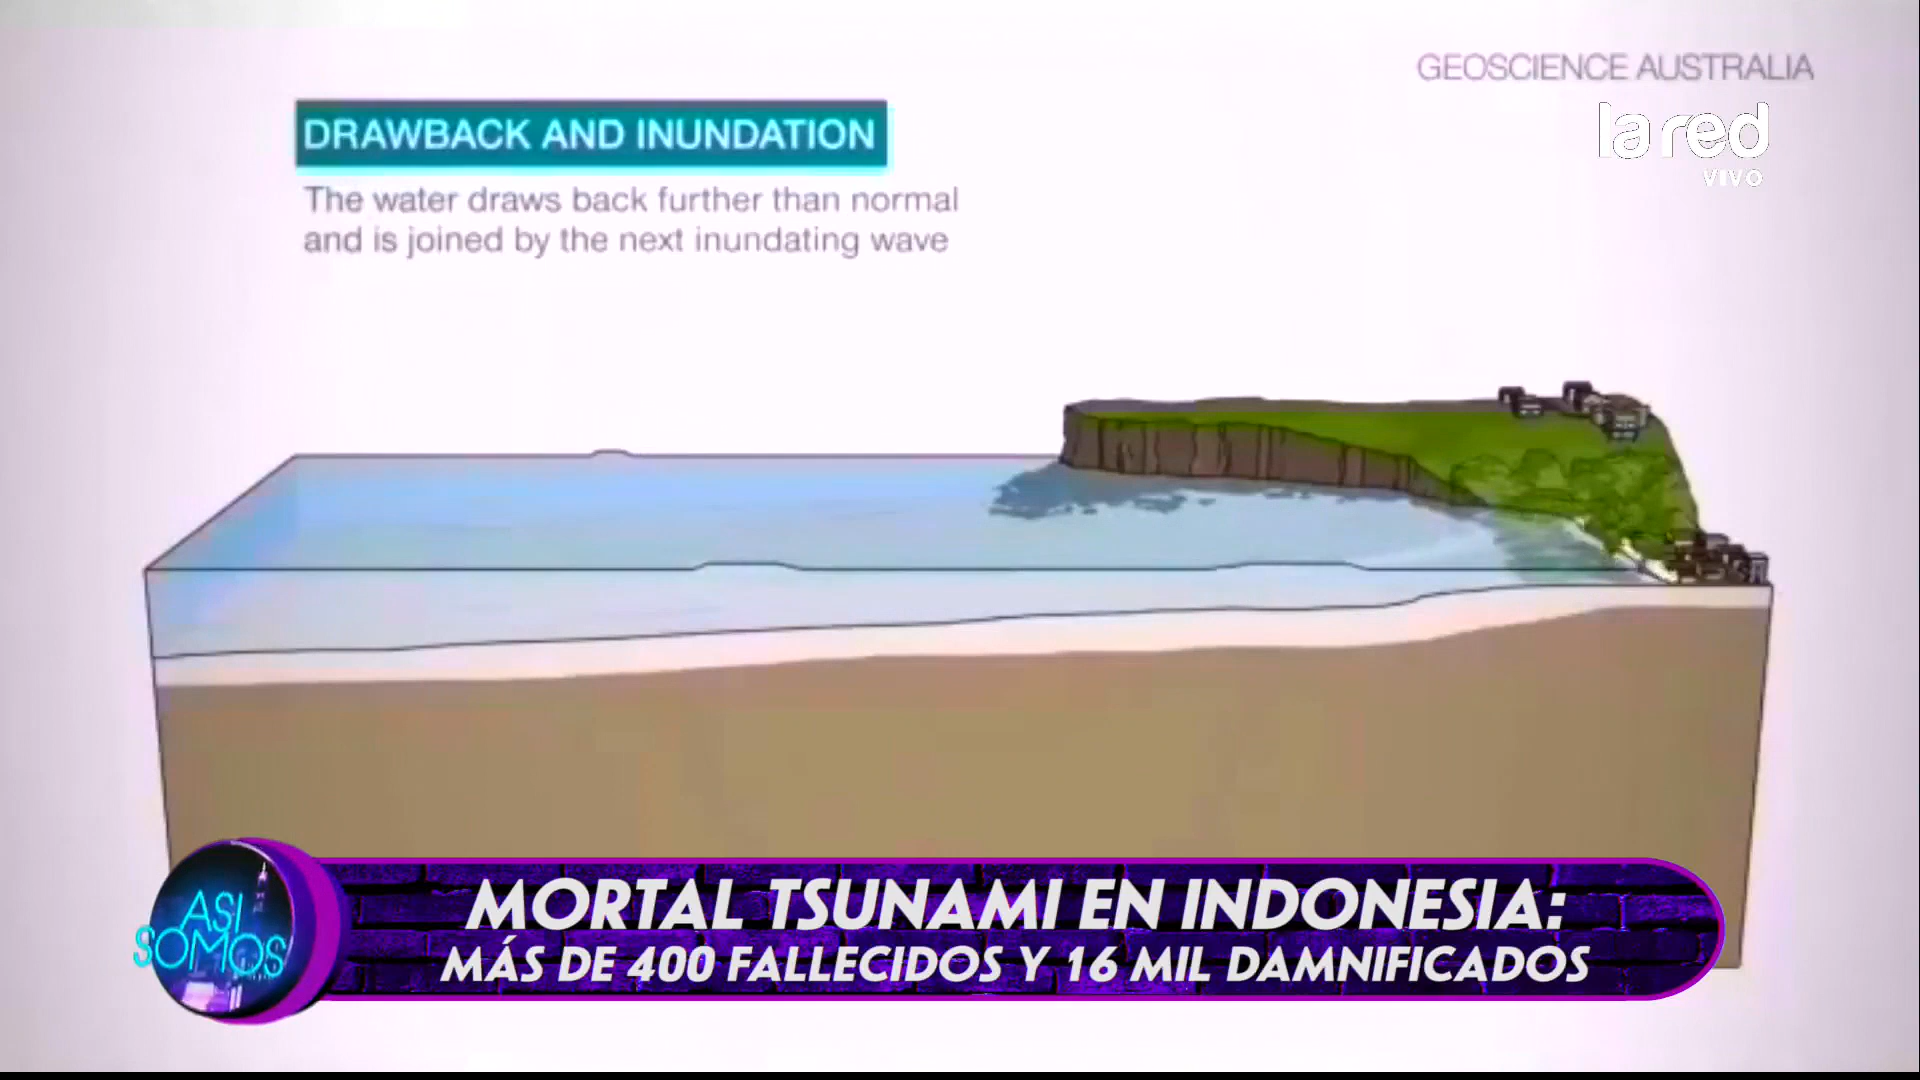 GEOSCIENCE AUSTRALIA
la red
VIVO
DRAWBACK AND INUNDATION
The water draws back further than normal
and is joined by the next inundating wave
ASI
SOMOS
MORTAL TSUNAMI EN INDONESIA:
MÁS DE 400 FALLECIDOS Y 16 MIL DAMNIFICADOS